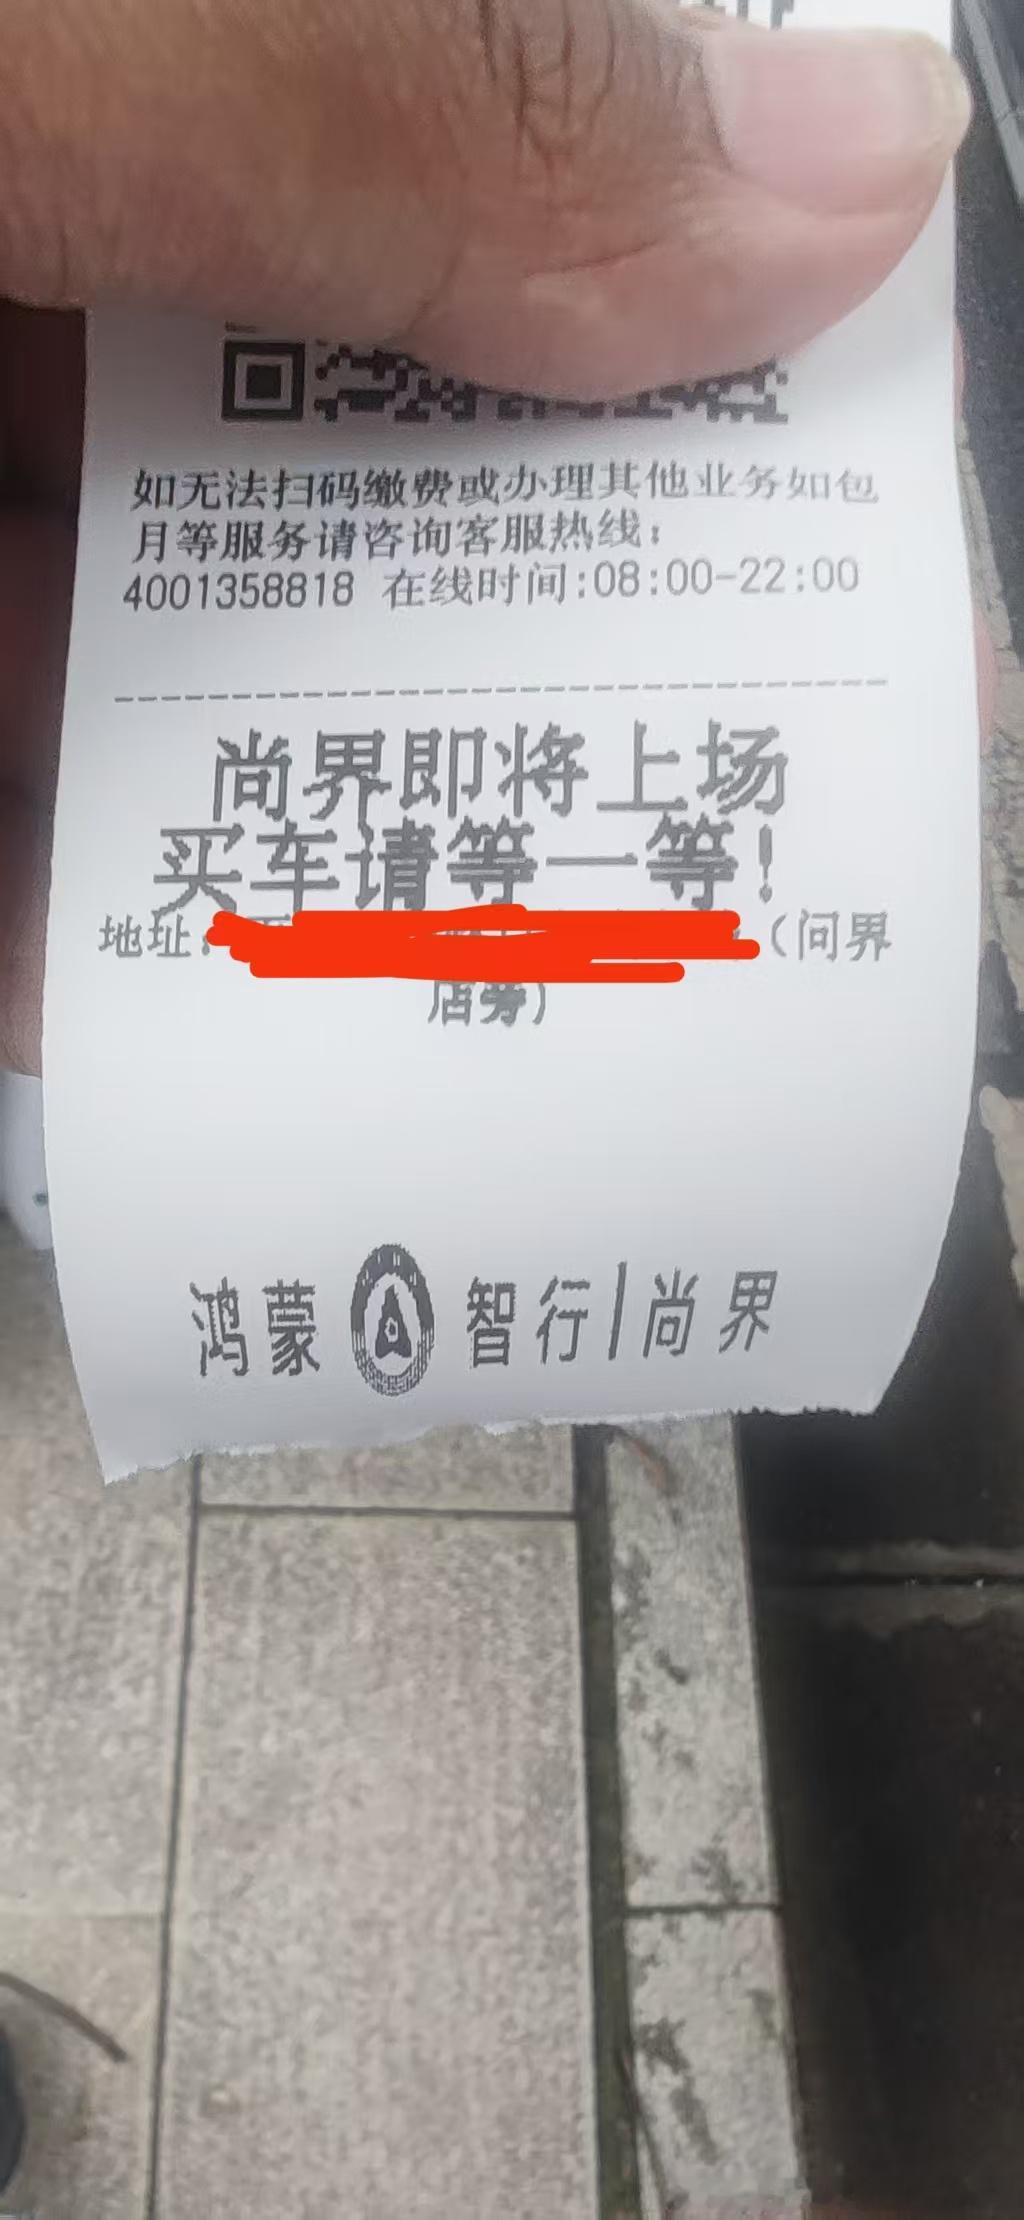 如无法扫码缴费或办理其他业务如包
月等服务请咨询客服热线：
4001358818 在线时间:08:00-22:00
尚界即将上场
买车请等一等！
地址： （问界
店旁）
鸿蒙 智行|尚界